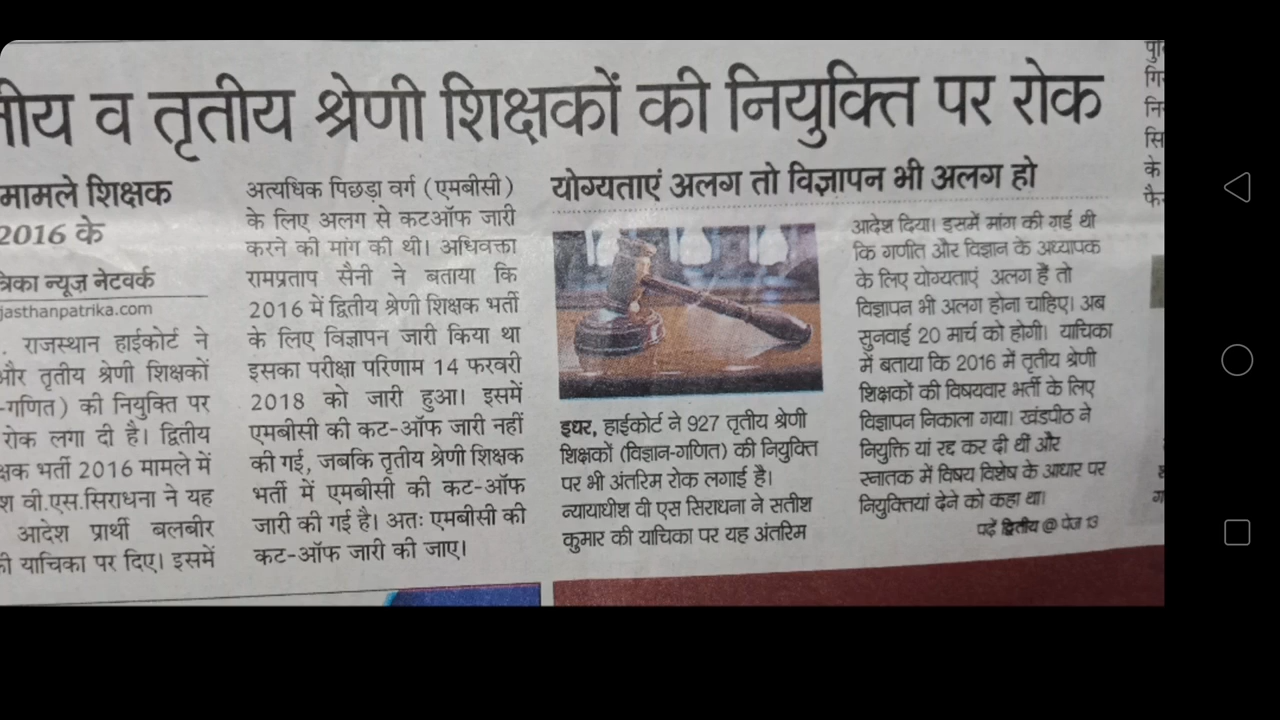 व तृतीय श्रेणी शिक्षकों की नियुक्ति पर रोक
मामले शिक्षक
2016 के
न्यूज़ नेटवर्क
jasthanpatrika.com
राजस्थान हाईकोर्ट ने
और तृतीय श्रेणी शिक्षकों
-गणित) की नियुक्ति पर
रोक लगा दी है। द्वितीय
भर्ती 2016 मामले में
वी.एस.सिराधना ने यह
आदेश प्रार्थी बलबीर
की याचिका पर दिए। इसमें
अत्यधिक पिछड़ा वर्ग (एमबीसी)
के लिए अलग से कटऑफ जारी
करने की मांग की थी। अधिवक्ता
रामप्रताप सैनी ने बताया कि
2016 में द्वितीय श्रेणी शिक्षक भर्ती
के लिए विज्ञापन जारी किया था
इसका परीक्षा परिणाम 14 फरवरी
2018 को जारी हुआ। इसमें
एमबीसी की कट-ऑफ जारी नहीं
की गई, जबकि तृतीय श्रेणी शिक्षक
भर्ती में एमबीसी की कट-ऑफ
जारी की गई है। अतः एमबीसी की
कट-ऑफ जारी की जाए।
योग्यताएं अलग तो विज्ञापन भी अलग हो
इधर, हाईकोर्ट ने 927 तृतीय श्रेणी
शिक्षकों (विज्ञान-गणित) की नियुक्ति
पर भी अंतरिम रोक लगाई है।
न्यायाधीश वी एस सिराधना ने सतीश
कुमार की याचिका पर यह अंतरिम
आदेश दिया। इसमें मांग की गई थी
कि गणीत और विज्ञान के अध्यापक
के लिए योग्यताएं अलग हैं तो
विज्ञापन भी अलग होना चाहिए। अब
सुनवाई 20 मार्च को होगी। याचिका
में बताया कि 2016 में तृतीय श्रेणी
शिक्षकों की विषयवार भर्ती के लिए
विज्ञापन निकाला गया। खंडपीठ ने
नियुक्ति यां रद्द कर दी थी और
स्नातक में विषय विशेष के आधार पर
नियुक्तियां देने को कहा था।
पढ़ें द्वितीय @ पेज 13